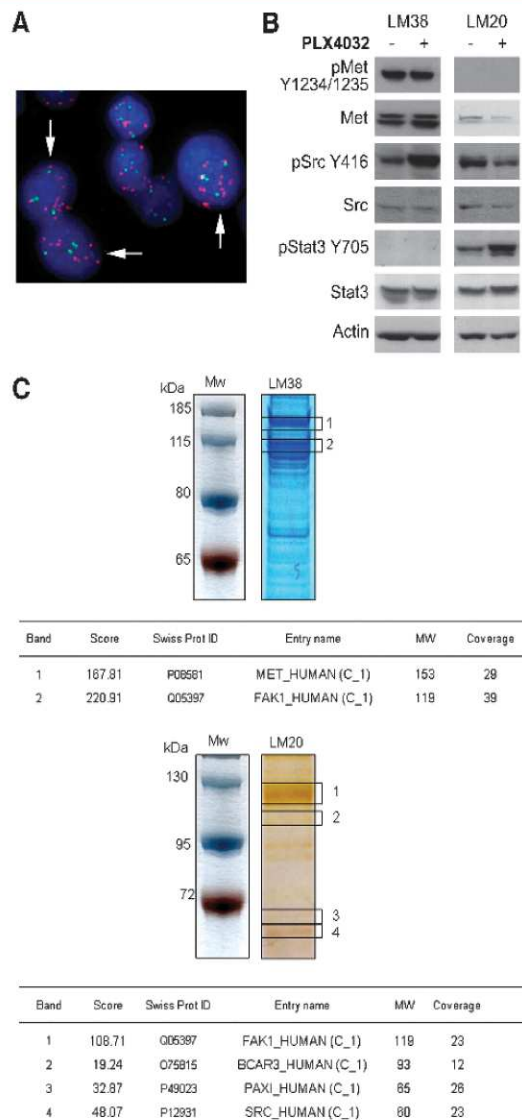 A
B
LM38 LM20
PLX4032 - + - +
pMet
Y1234/1235
Met
pSrc Y416
Src
pStat3 Y705
Stat3
Actin
C
kDa Mw LM38
185
115
80
65
1
2
Band Score Swiss Prot ID Entry name MW Coverage
1 167.81 P08581 MET_HUMAN (C_1) 153 29
2 220.91 Q05397 FAK1_HUMAN (C_1) 119 39
kDa Mw LM20
130
95
72
1
2
3
4
Band Score Swiss Prot ID Entry name MW Coverage
1 108.71 Q05397 FAK1_HUMAN (C_1) 119 23
2 19.24 O75815 BCAR3_HUMAN (C_1) 93 12
3 32.87 P49023 PAXI_HUMAN (C_1) 65 26
4 48.07 P12931 SRC_HUMAN (C_1) 60 23